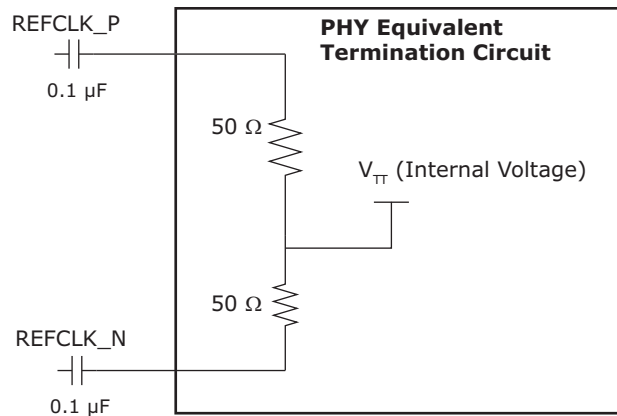 REFCLK_P
0.1 µF
PHY Equivalent
Termination Circuit
50 Ω
V_TT (Internal Voltage)
50 Ω
REFCLK_N
0.1 µF